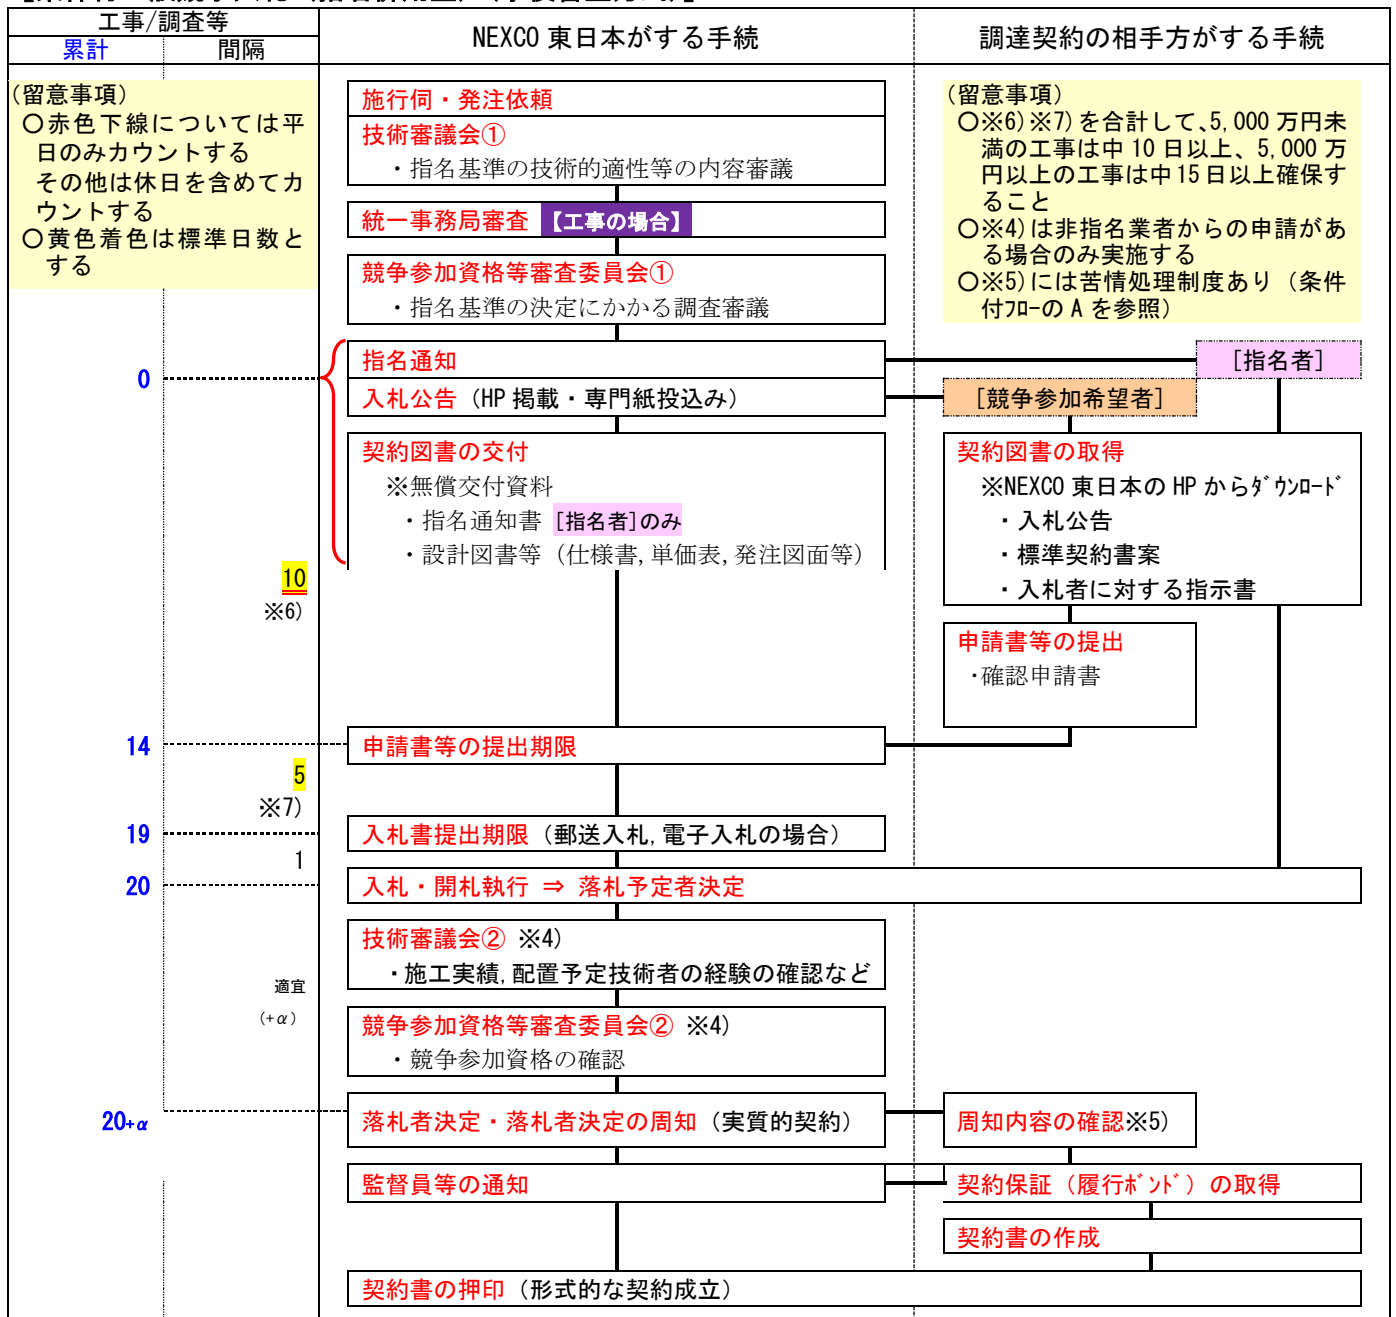 工事/調査等
累計
間隔
NEXCO 東日本がする手続
調達契約の相手方がする手続
(留意事項)
○赤色下線については平
日のみカウントする
その他は休日を含めてカ
ウントする
○黄色着色は標準日数と
する
施行伺・発注依頼
技術審議会①
・指名基準の技術的適性等の内容審議
統一事務局審査 【工事の場合】
競争参加資格等審査委員会①
・指名基準の決定にかかる調査審議
(留意事項)
○※6)※7)を合計して、5,000 万円未
満の工事は中 10 日以上、5,000 万
円以上の工事は中 15 日以上確保す
ること
○※4)は非指名業者からの申請があ
る場合のみ実施する
○※5)には苦情処理制度あり（条件
付ﾌﾛｰの A を参照）
0
指名通知
[指名者]
入札公告（HP 掲載・専門紙投込み）
[競争参加希望者]
契約図書の交付
※無償交付資料
・指名通知書 [指名者]のみ
・設計図書等（仕様書,単価表,発注図面等）
契約図書の取得
※NEXCO 東日本の HP からﾀﾞｳﾝﾛｰﾄﾞ
・入札公告
・標準契約書案
・入札者に対する指示書
10
※6)
申請書等の提出
・確認申請書
14
申請書等の提出期限
5
※7)
19
入札書提出期限（郵送入札,電子入札の場合）
1
20
入札・開札執行 ⇒ 落札予定者決定
技術審議会② ※4)
・施工実績,配置予定技術者の経験の確認など
適宜
(+α)
競争参加資格等審査委員会② ※4)
・競争参加資格の確認
20+α
落札者決定・落札者決定の周知（実質的契約）
周知内容の確認※5)
監督員等の通知
契約保証（履行ﾎﾞﾝﾄﾞ）の取得
契約書の作成
契約書の押印（形式的な契約成立）